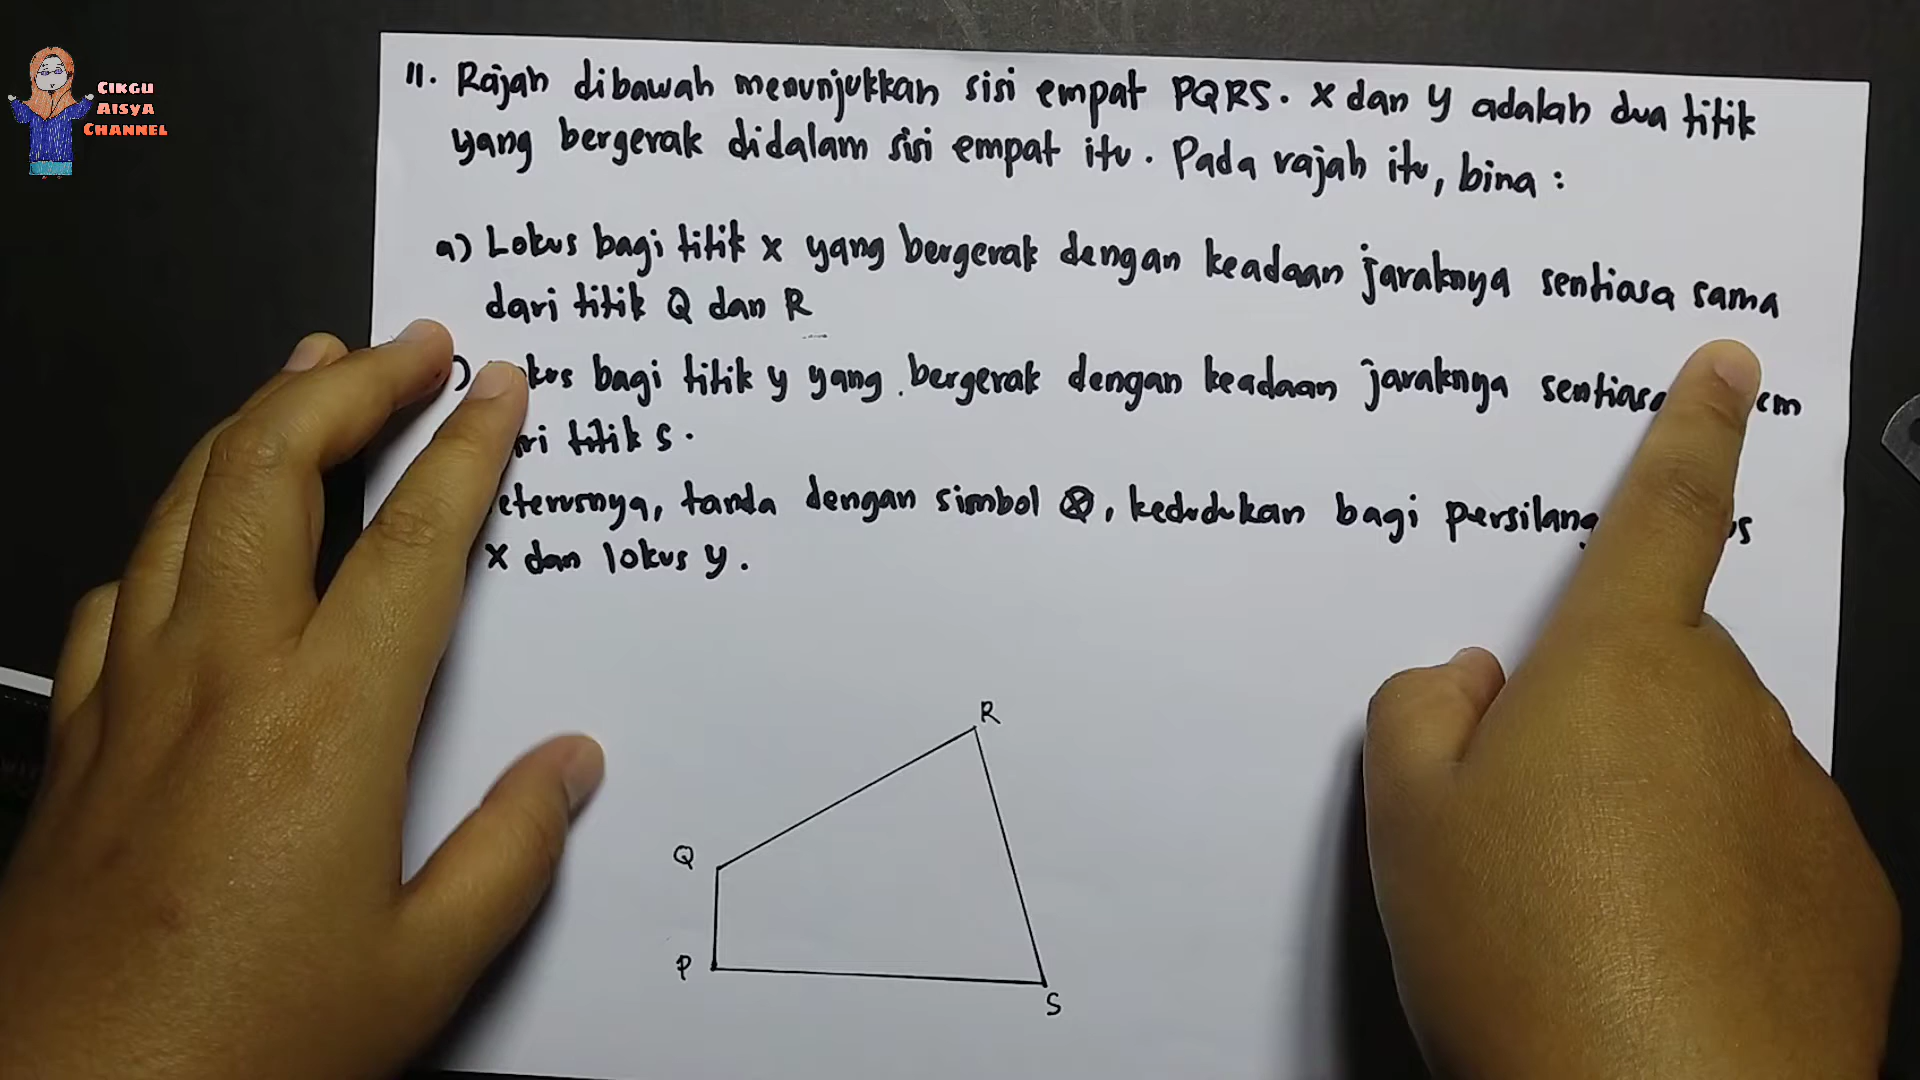 CIKGU
AISYA
CHANNEL
11. Rajah dibawah menunjukkan sisi empat PQRS. X dan Y adalah dua titik
yang bergerak didalam sisi empat itu. Pada rajah itu, bina :
a) Lokus bagi titik X yang bergerak dengan keadaan jaraknya sentiasa sama
dari titik Q dan R
bagi titik Y yang bergerak dengan keadaan jaraknya sentiasa cm
titik S.
tanda dengan simbol ⊗, kedudukan bagi
X dan lokus Y.
R
Q
P
S